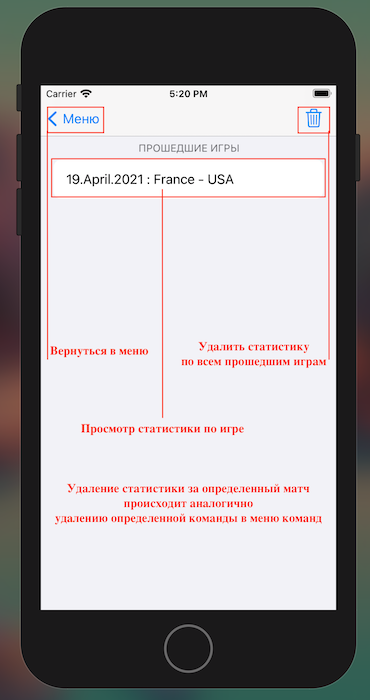 Carrier 5:20 PM
Меню
ПРОШЕДШИЕ ИГРЫ
19.April.2021 : France - USA
Вернуться в меню
Удалить статистику
по всем прошедшим играм
Просмотр статистики по игре
Удаление статистики за определенный матч
происходит аналогично
удалению определенной команды в меню команд